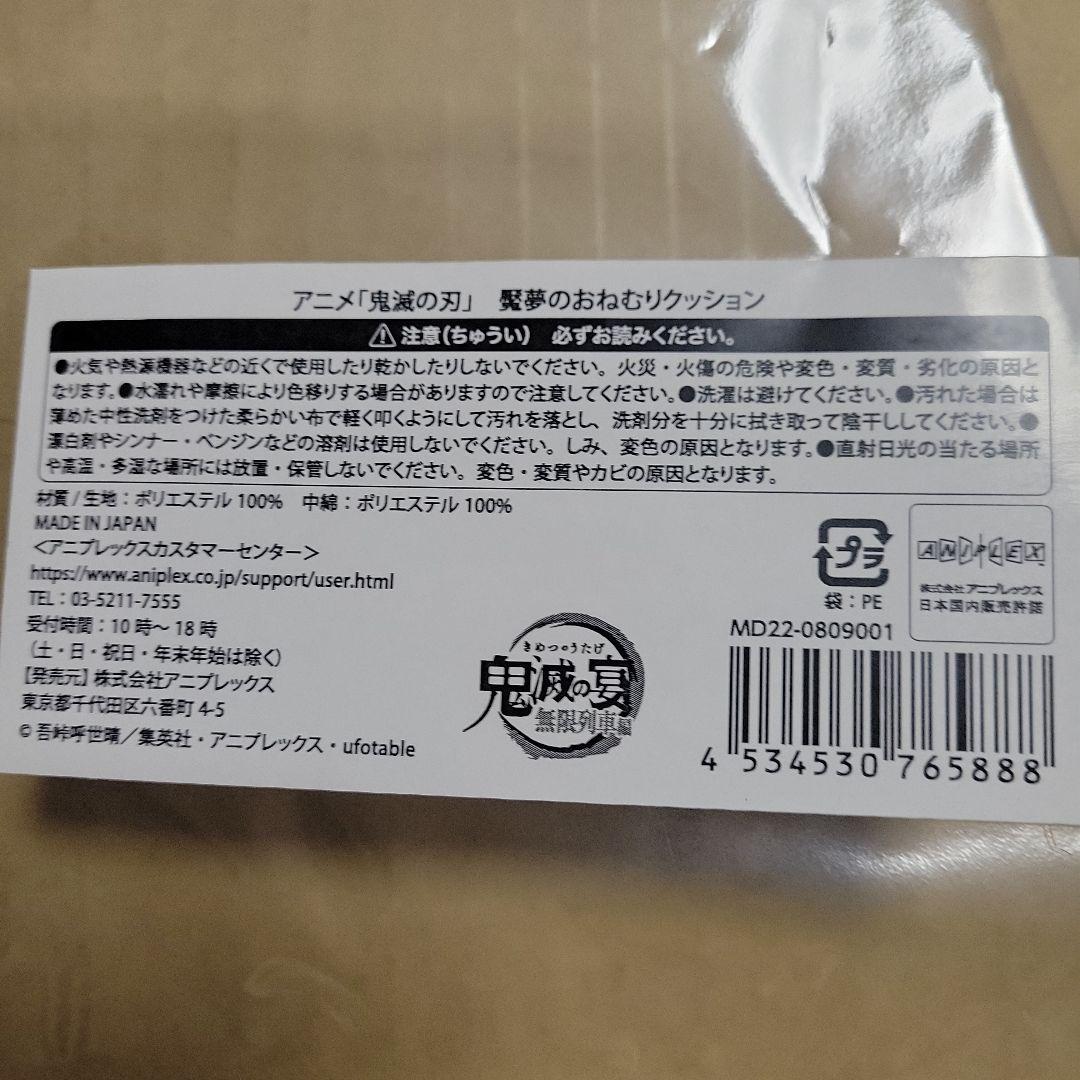 アニメ「鬼滅の刃」 魘夢のおねむりクッション
注意(ちゅうい) 必ずお読みください。
●火気や熱源機器などの近くで使用したり乾かしたりしないでください。火災・火傷の危険や変色・変質・劣化の原因と
なります。●水濡れや摩擦により色移りする場合がありますので注意してください。●洗濯は避けてください。●汚れた場合は
薄めた中性洗剤をつけた柔らかい布で軽く叩くようにして汚れを落とし、洗剤分を十分に拭き取って陰干ししてください。●
漂白剤やシンナー・ベンジンなどの溶剤は使用しないでください。しみ、変色の原因となります。●直射日光の当たる場所
や高温・多湿な場所には放置・保管しないでください。変色・変質やカビの原因となります。
材質/生地:ポリエステル 100% 中綿:ポリエステル 100%
MADE IN JAPAN
<アニプレックスカスタマーセンター>
https://www.aniplex.co.jp/support/user.html
TEL:03-5211-7555
受付時間:10時~18時
(土・日・祝日・年末年始は除く)
【発売元】株式会社アニプレックス
東京都千代田区六番町 4-5
©吾峠呼世晴/集英社・アニプレックス・ufotable
きめつのうたげ
鬼滅の宴
無限列車編
プラ
袋:PE
ANIPLEX
株式会社 アニプレックス
日本国内販売許諾
MD22-0809001
4 534530 765888